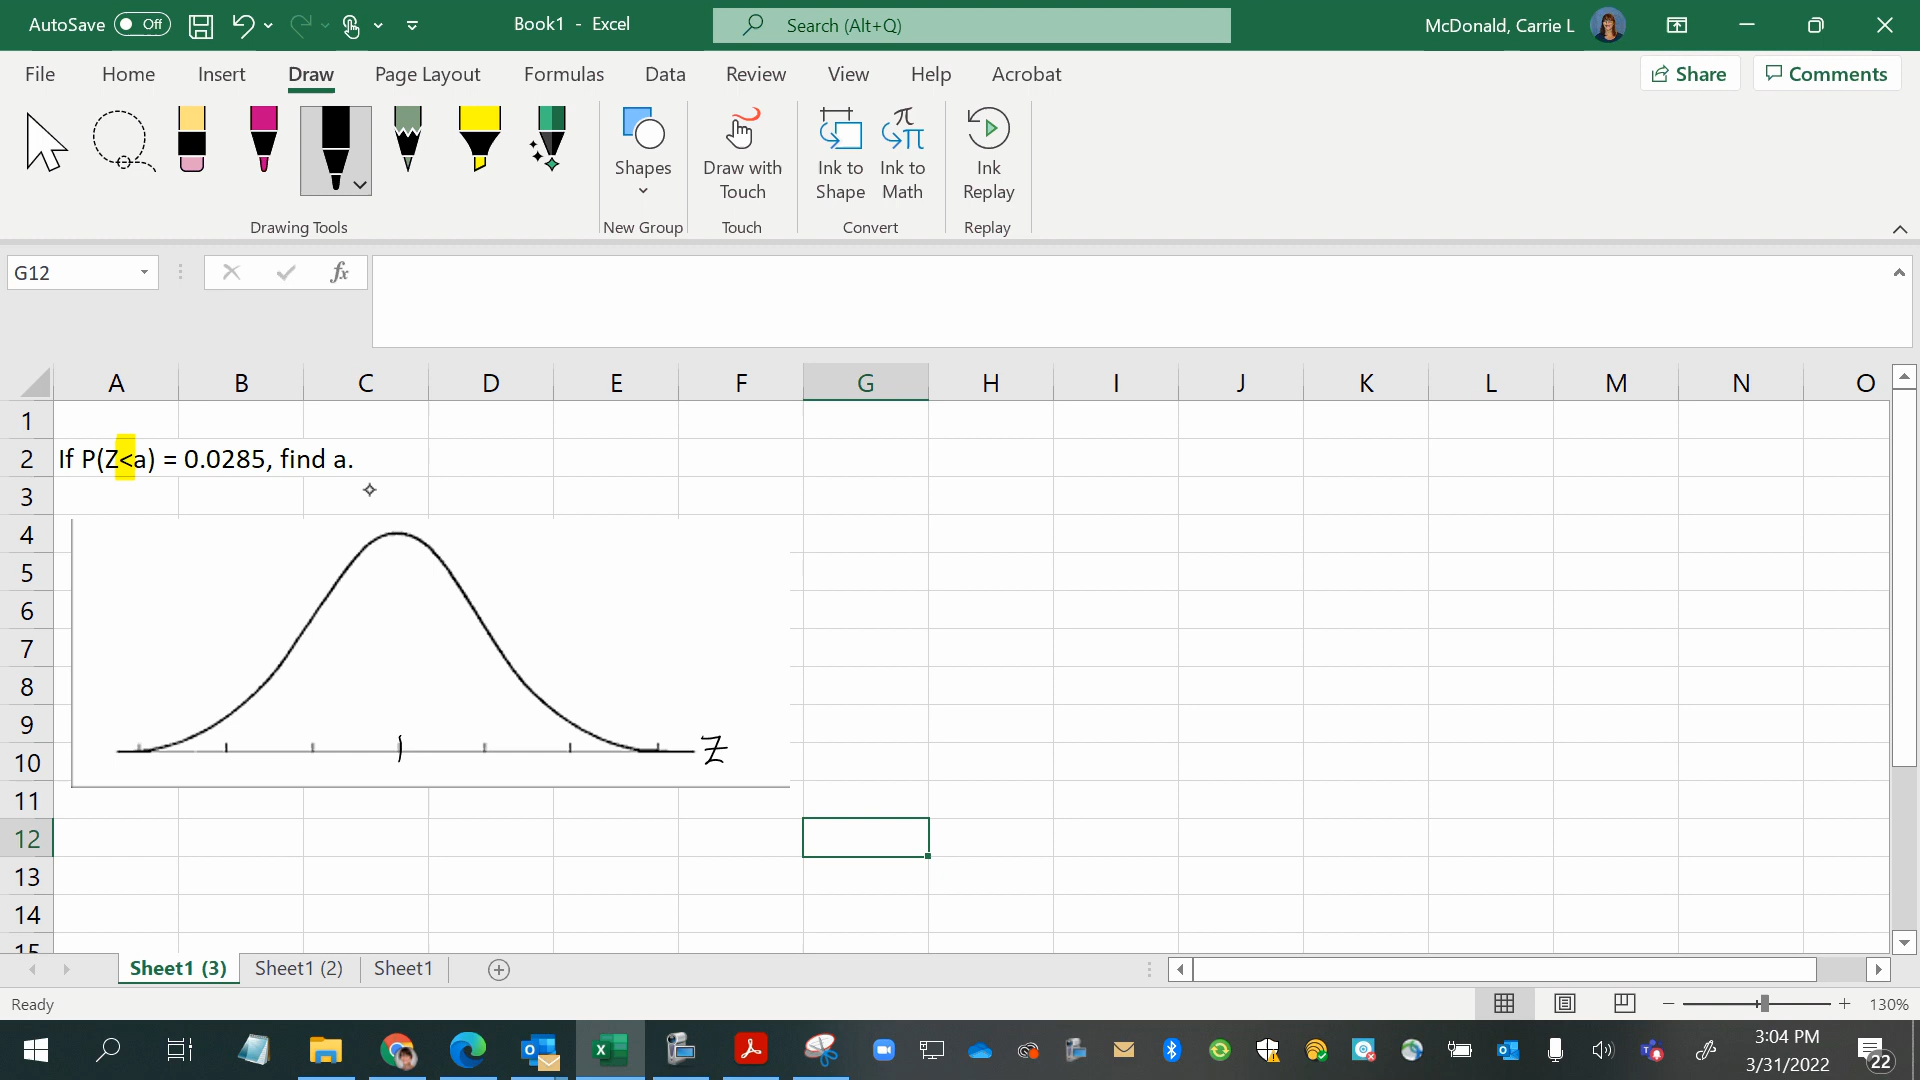 AutoSave Off Book1 - Excel Search (Alt+Q) McDonald, Carrie L
File Home Insert Draw Page Layout Formulas Data Review View Help Acrobat Share Comments
Shapes Draw with Touch Ink to Shape Ink to Math Ink Replay
Drawing Tools New Group Touch Convert Replay
G12 fx
A B C D E F G H I J K L M N O
1
2 If P(Z<a) = 0.0285, find a.
3
4
5
6
7
8
9
10 Z
11
12
13
14
15
Sheet1 (3) Sheet1 (2) Sheet1
Ready 130%
3:04 PM
3/31/2022 22